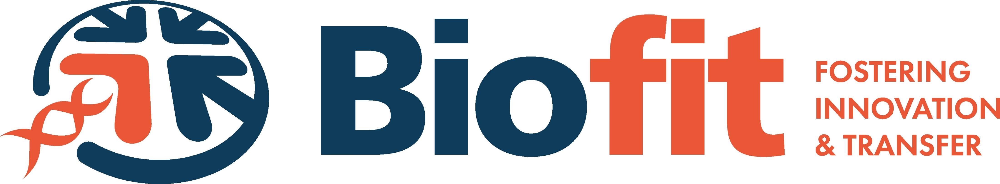 Biofit
FOSTERING
INNOVATION
& TRANSFER